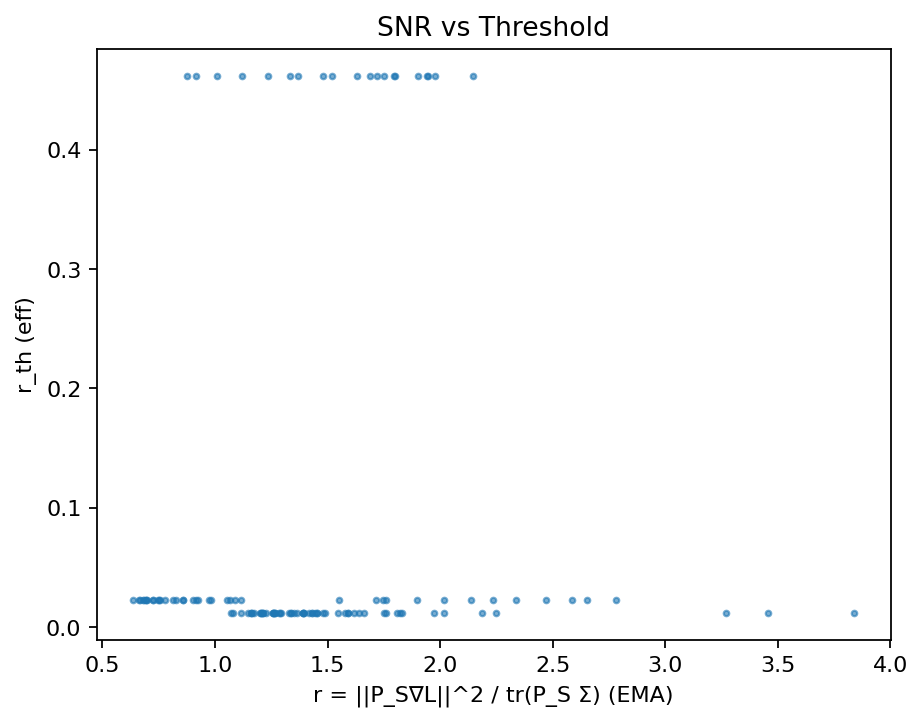 SNR vs Threshold
r_th (eff)
0.4
0.3
0.2
0.1
0.0
0.5 1.0 1.5 2.0 2.5 3.0 3.5 4.0
r = ||P_S∇L||^2 / tr(P_S Σ) (EMA)